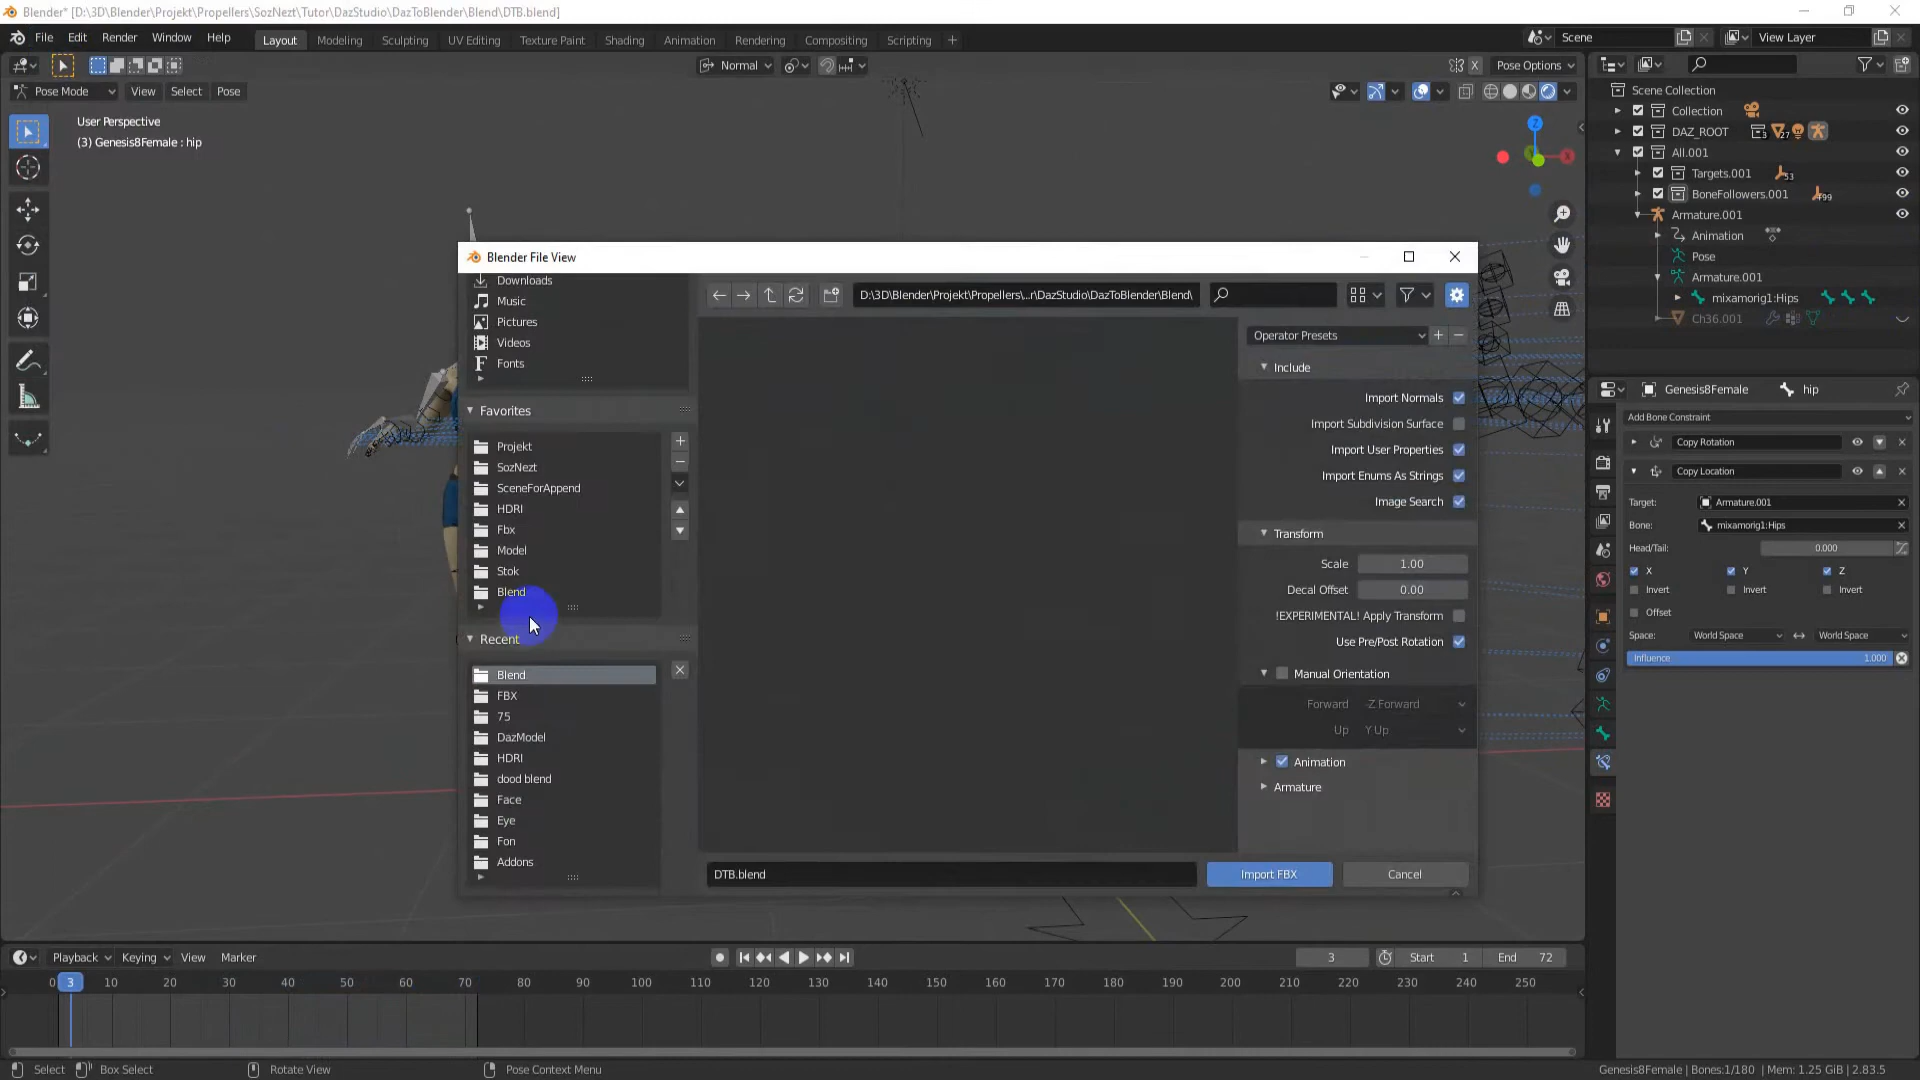 Blender* [D:\3D\Blender\Projekt\Propellers\SozNezt\Tutor\DazStudio\DazToBlender\Blend\DTB.blend]
File Edit Render Window Help
Layout Modeling Sculpting UV Editing Texture Paint Shading Animation Rendering Compositing Scripting +
Scene
View Layer
Normal
X
Pose Options
Pose Mode View Select Pose
User Perspective
(3) Genesis8Female : hip
Z
X
Scene Collection
Collection
DAZ_ROOT
3
27
All.001
Targets.001
53
BoneFollowers.001
Armature.001
Animation
Pose
Armature.001
mixamorig1:Hips
Ch36.001
Blender File View
Downloads
Music
Pictures
Videos
Fonts
Favorites
Projekt
SozNezt
SceneForAppend
HDRI
Fbx
Model
Stok
Blend
Recent
Blend
FBX
75
DazModel
HDRI
dood blend
Face
Eye
Fon
Addons
D:\3D\Blender\Projekt\Propellers\...r\DazStudio\DazToBlender\Blend\
Operator Presets
Include
Import Normals
Import Subdivision Surface
Import User Properties
Import Enums As Strings
Image Search
Transform
Scale 1.00
Decal Offset 0.00
!EXPERIMENTAL! Apply Transform
Use Pre/Post Rotation
Manual Orientation
Forward -Z Forward
Up Y Up
Animation
Armature
DTB.blend
Import FBX
Cancel
Genesis8Female
hip
Add Bone Constraint
Copy Rotation
Copy Location
Target: Armature.001
Bone: mixamorig1:Hips
Head/Tail: 0.000
X Y Z
Invert Invert Invert
Offset
Space: World Space World Space
Influence 1.000
Playback Keying View Marker
3
Start 1
End 72
0 3 10 20 30 40 50 60 70 80 90 100 110 120 130 140 150 160 170 180 190 200 210 220 230 240 250
Select
Box Select
Rotate View
Pose Context Menu
Genesis8Female | Bones:1/180 | Mem: 1.25 GiB | 2.83.5